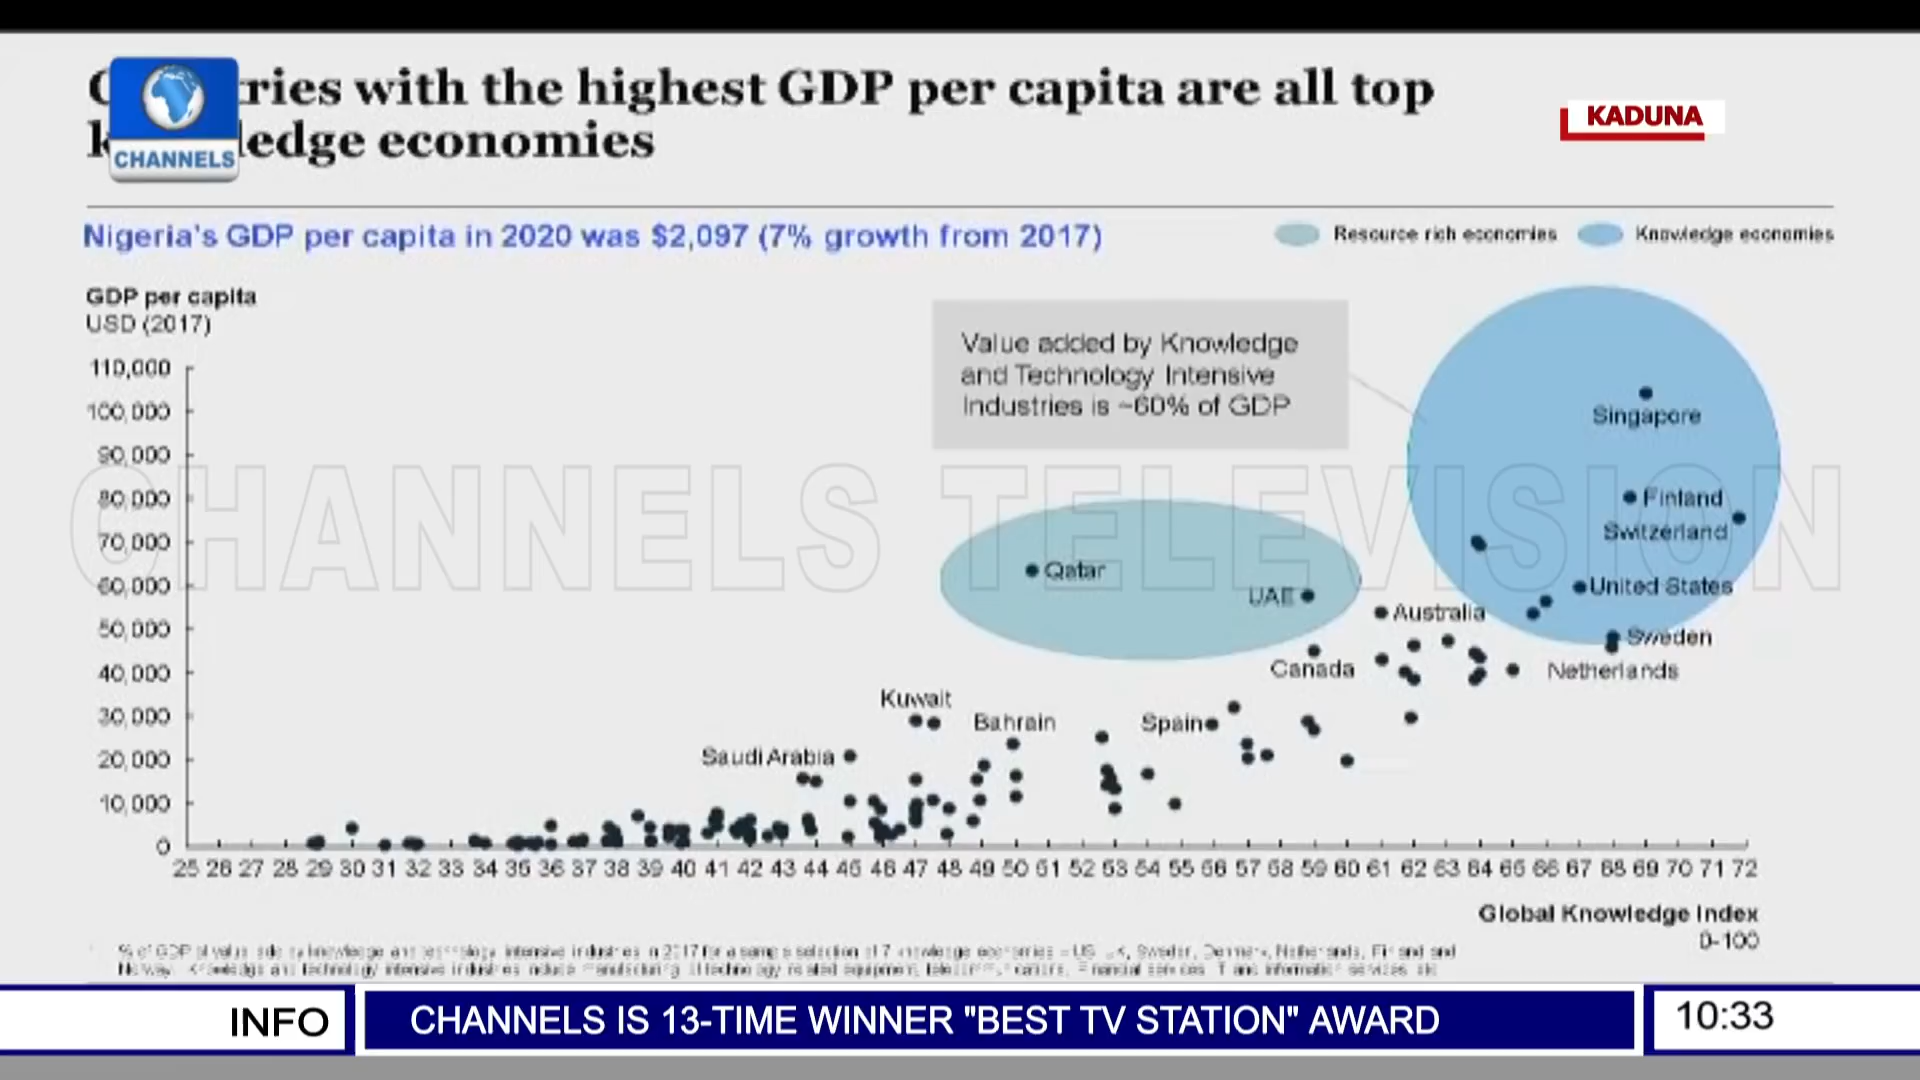 ries with the highest GDP per capita are all top
k ledge economies
CHANNELS
KADUNA
Nigeria's GDP per capita in 2020 was $2,097 (7% growth from 2017)
Resource rich economies
Knowledge economies
GDP per capita
USD (2017)
Value added by Knowledge
and Technology Intensive
Industries is ~60% of GDP
110,000
100,000
90,000
80,000
70,000
60,000
50,000
40,000
30,000
20,000
10,000
0
CHANNELS TELEVISION
Singapore
Finland
Switzerland
Qatar
UAE
United States
Australia
Sweden
Canada
Netherlands
Kuwait
Bahrain
Spain
Saudi Arabia
25 26 27 28 29 30 31 32 33 34 35 36 37 38 39 40 41 42 43 44 45 46 47 48 49 50 51 52 53 54 55 56 57 58 59 60 61 62 63 64 65 66 67 68 69 70 71 72
Global Knowledge Index
0-100
INFO
CHANNELS IS 13-TIME WINNER "BEST TV STATION" AWARD
10:33